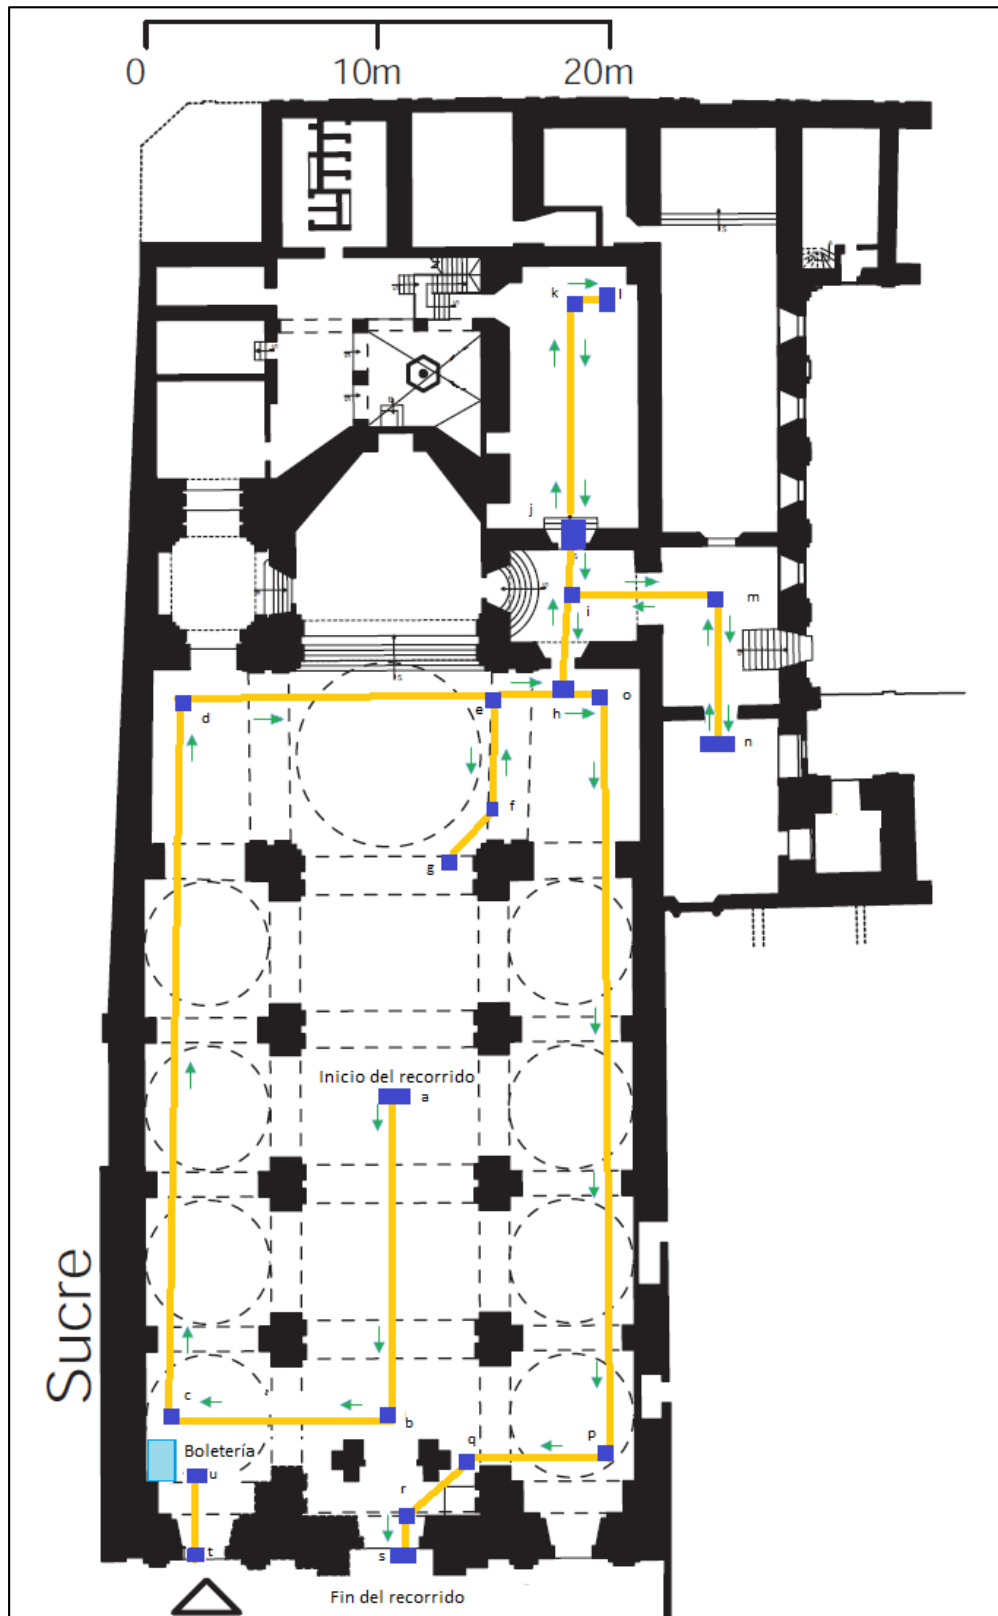 0 10m 20m
k l
j
i m
d e h o
n
f
g
Inicio del recorrido
a
Sucre
c b
q p
Boletería
u
r
t s
Fin del recorrido